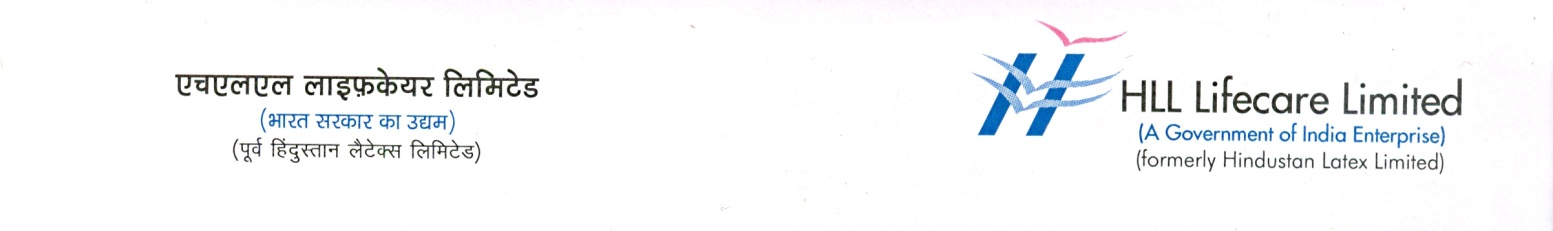 एचएलएल लाइफ़केयर लिमिटेड
(भारत सरकार का उद्यम)
(पूर्व हिंदुस्तान लैटेक्स लिमिटेड)
HLL Lifecare Limited
(A Government of India Enterprise)
(formerly Hindustan Latex Limited)